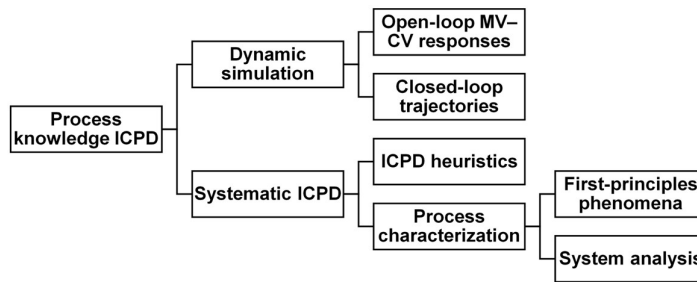 Open-loop MV–
CV responses
Dynamic
simulation
Closed-loop
trajectories
Process
knowledge ICPD
ICPD heuristics
Systematic ICPD
First-principles
phenomena
Process
characterization
System analysis